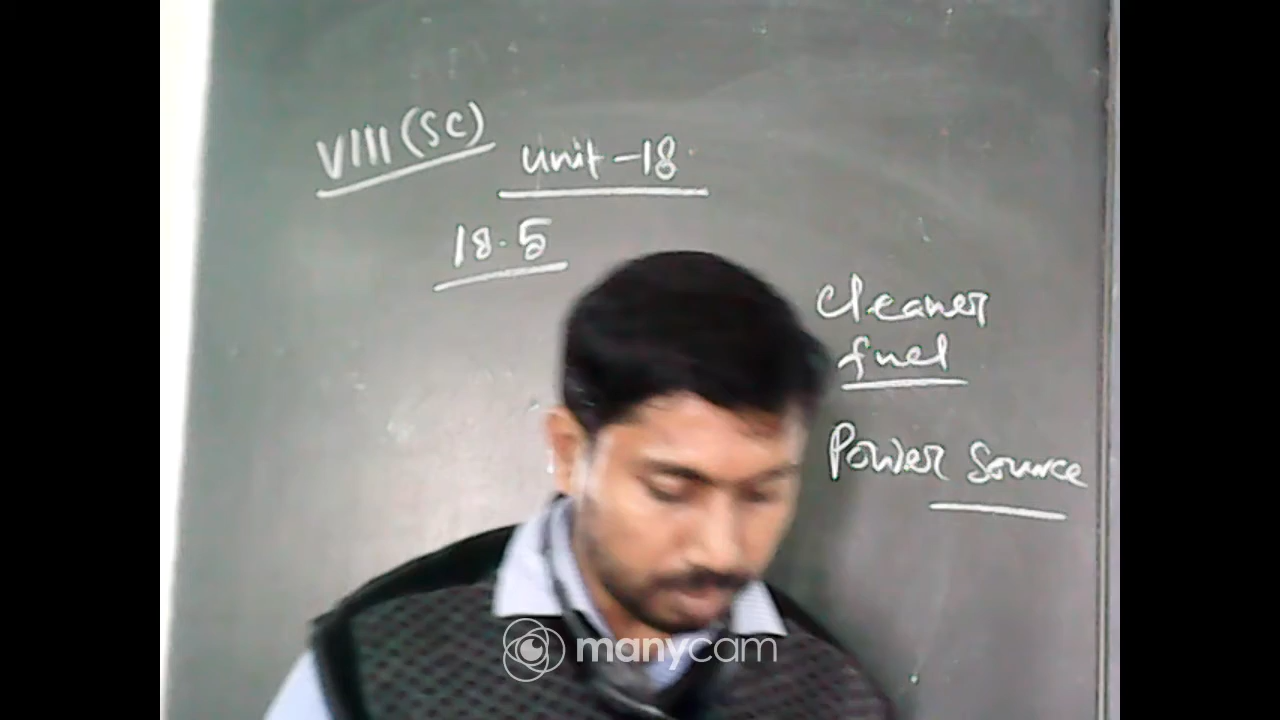 VIII (SC)
Unit-18
18.5
Cleaner
fuel
Power Source
manycam